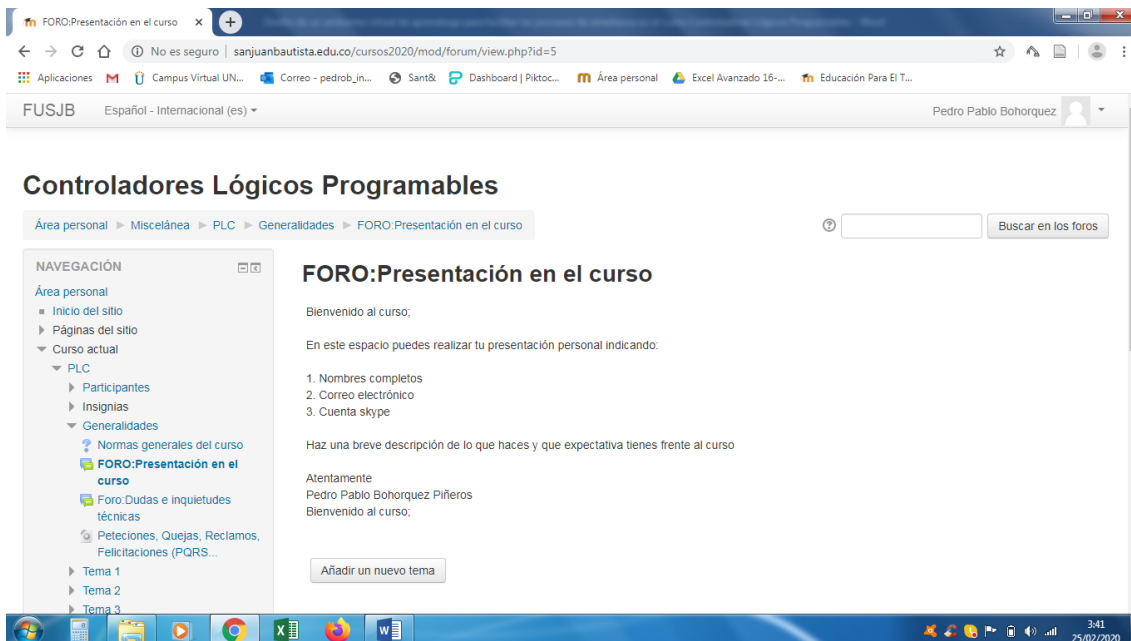 FORO:Presentación en el curso
No es seguro | sanjuanbautista.edu.co/cursos2020/mod/forum/view.php?id=5
Aplicaciones Campus Virtual UN... Correo - pedrob_in... Sant& Dashboard | Piktoc... Área personal Excel Avanzado 16-... Educación Para El T...
FUSJB Español - Internacional (es) Pedro Pablo Bohorquez
Controladores Lógicos Programables
Área personal Miscelánea PLC Generalidades FORO:Presentación en el curso
Buscar en los foros
NAVEGACIÓN
Área personal
Inicio del sitio
Páginas del sitio
Curso actual
PLC
Participantes
Insignias
Generalidades
Normas generales del curso
FORO:Presentación en el
curso
Foro:Dudas e inquietudes
técnicas
Peteciones, Quejas, Reclamos,
Felicitaciones (PQRS...
Tema 1
Tema 2
Tema 3
FORO:Presentación en el curso
Bienvenido al curso;
En este espacio puedes realizar tu presentación personal indicando:
1. Nombres completos
2. Correo electrónico
3. Cuenta skype
Haz una breve descripción de lo que haces y que expectativa tienes frente al curso
Atentamente
Pedro Pablo Bohorquez Piñeros
Bienvenido al curso;
Añadir un nuevo tema
3:41
25/02/2020